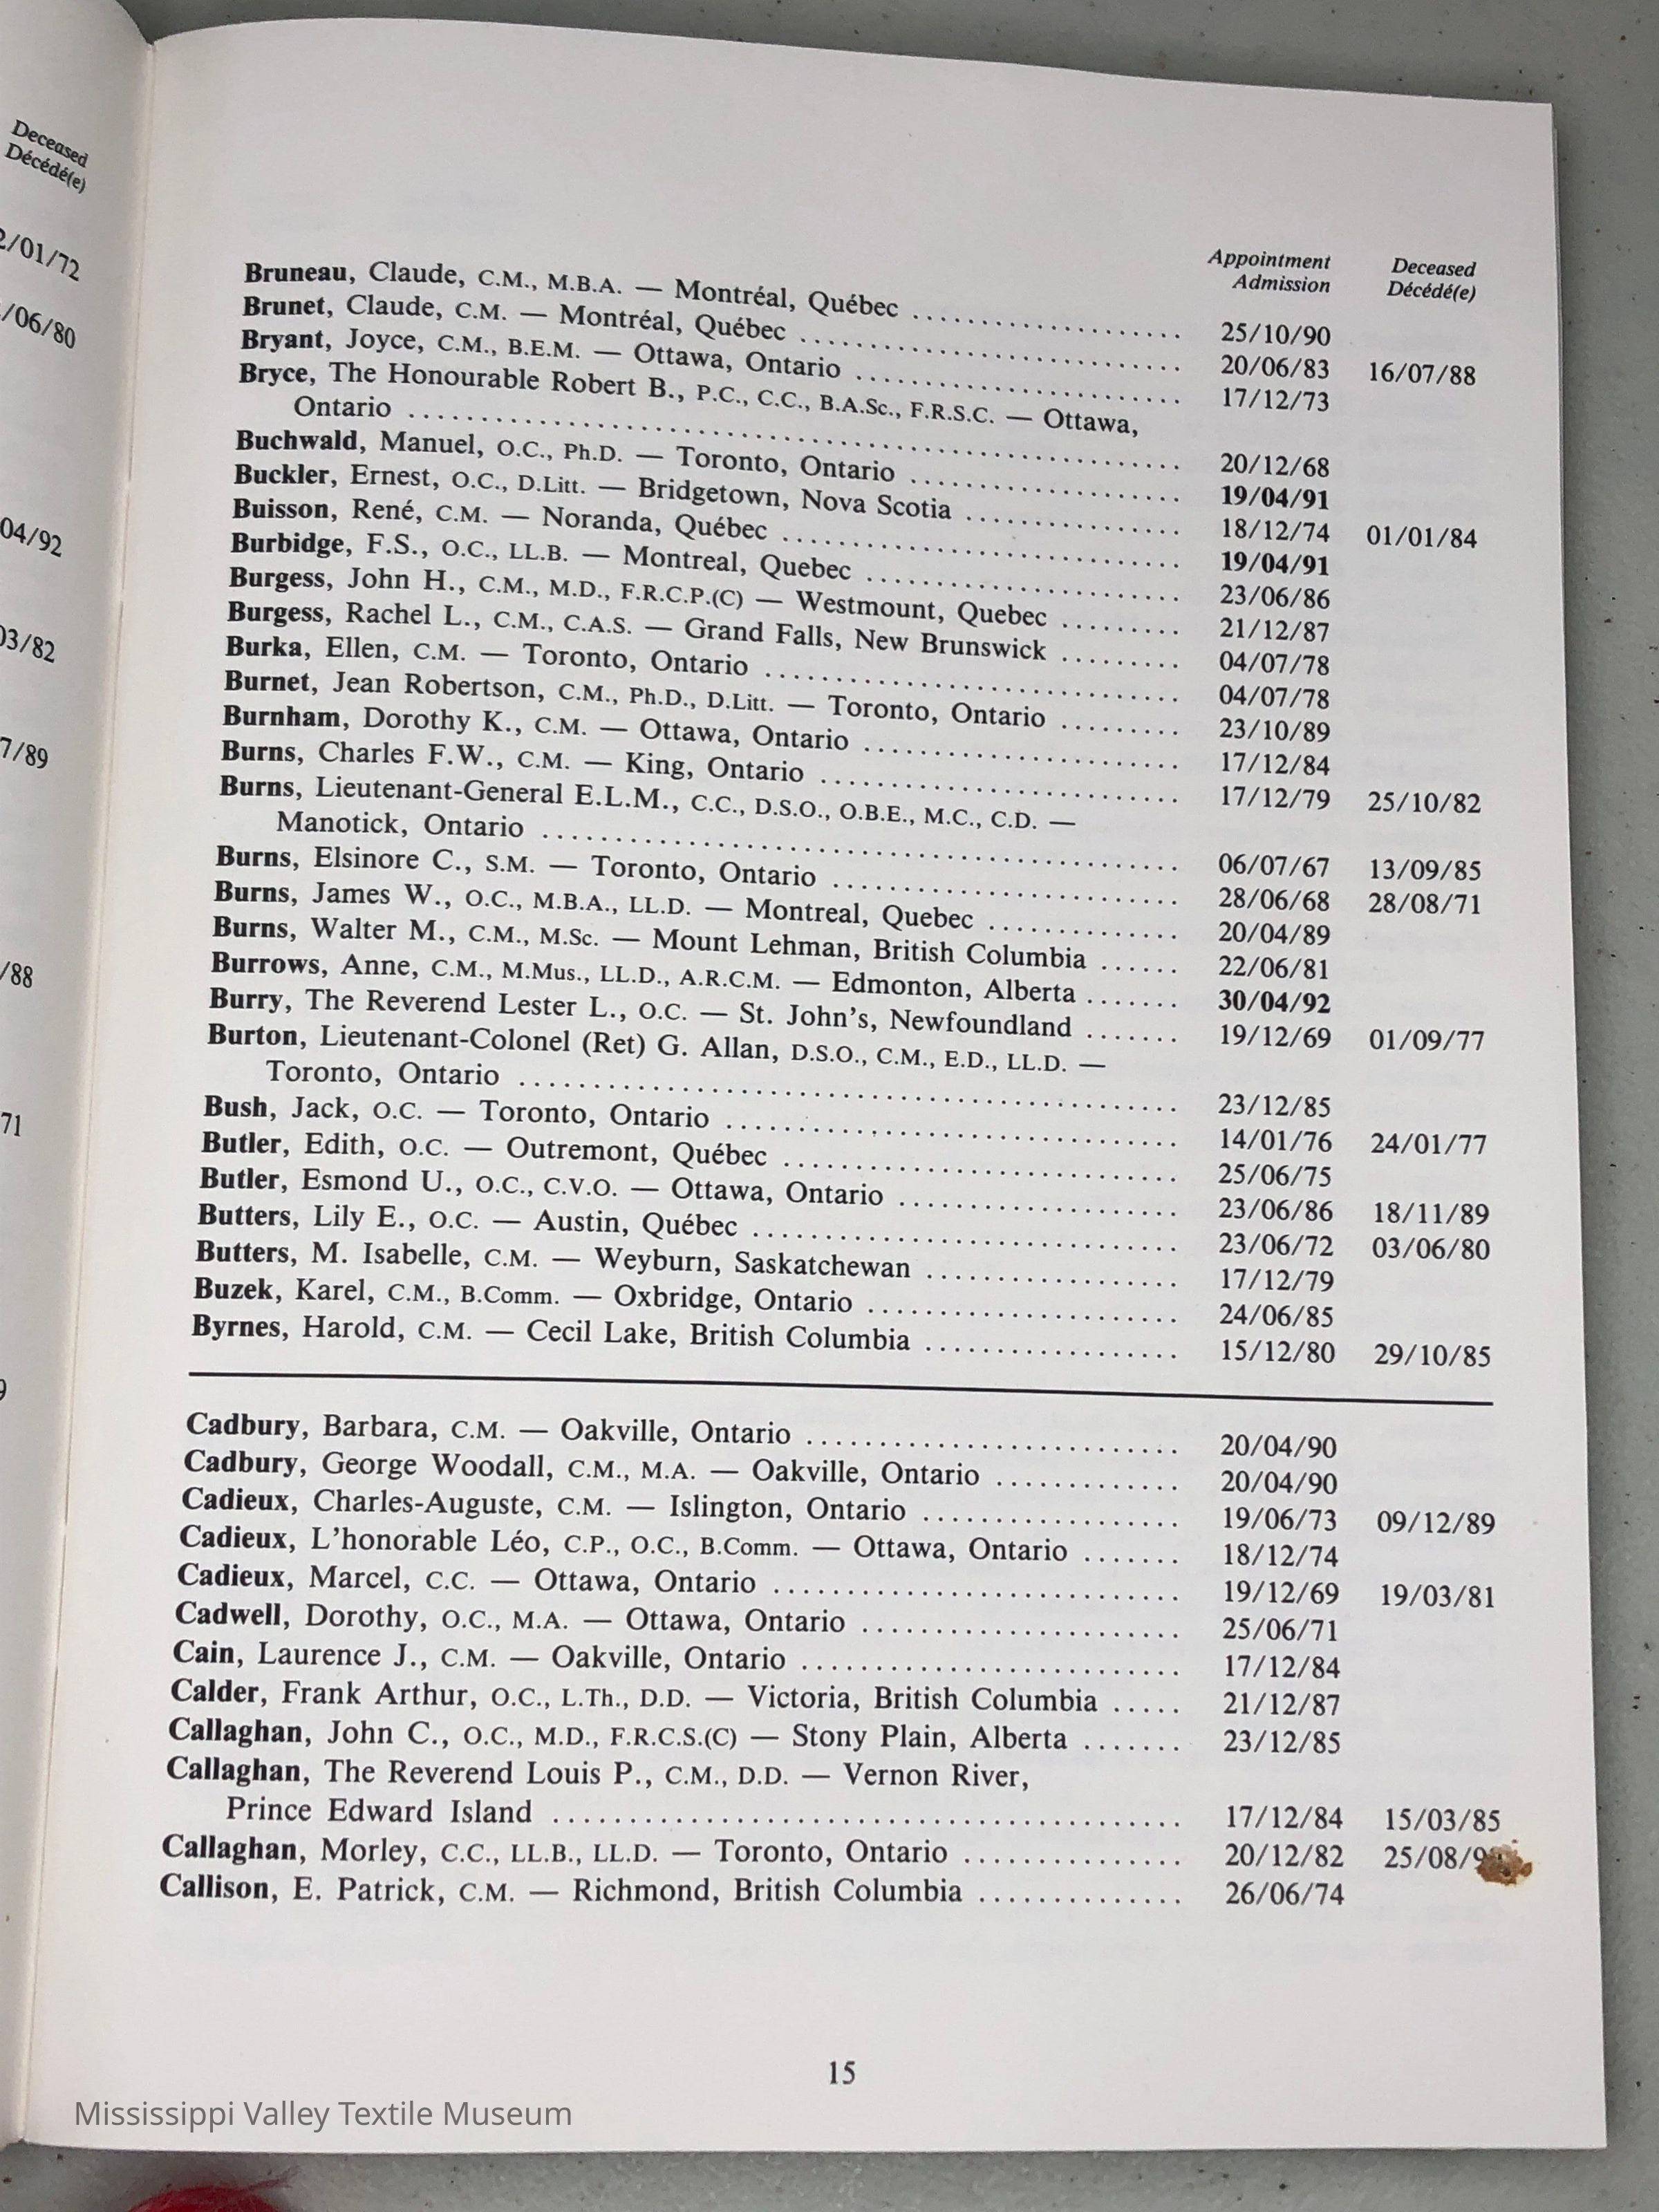 Deceased
Décédé(e)
2/01/72
/06/80
04/92
03/82
7/89
/88
71
9
Appointment Deceased
Admission Décédé(e)
Bruneau, Claude, C.M., M.B.A. — Montréal, Québec .................... 25/10/90
Brunet, Claude, C.M. — Montréal, Québec ............................ 20/06/83 16/07/88
Bryant, Joyce, C.M., B.E.M. — Ottawa, Ontario ........................ 17/12/73
Bryce, The Honourable Robert B., P.C., C.C., B.A.Sc., F.R.S.C. — Ottawa,
Ontario ......................................................... 20/12/68
Buchwald, Manuel, O.C., Ph.D. — Toronto, Ontario .................... 19/04/91
Buckler, Ernest, O.C., D.Litt. — Bridgetown, Nova Scotia ................ 18/12/74 01/01/84
Buisson, René, C.M. — Noranda, Québec ............................. 19/04/91
Burbidge, F.S., O.C., LL.B. — Montreal, Quebec ....................... 23/06/86
Burgess, John H., C.M., M.D., F.R.C.P.(C) — Westmount, Quebec ......... 21/12/87
Burgess, Rachel L., C.M., C.A.S. — Grand Falls, New Brunswick ......... 04/07/78
Burka, Ellen, C.M. — Toronto, Ontario ............................... 04/07/78
Burnet, Jean Robertson, C.M., Ph.D., D.Litt. — Toronto, Ontario ......... 23/10/89
Burnham, Dorothy K., C.M. — Ottawa, Ontario ....................... 17/12/84
Burns, Charles F.W., C.M. — King, Ontario .......................... 17/12/79 25/10/82
Burns, Lieutenant-General E.L.M., C.C., D.S.O., O.B.E., M.C., C.D. —
Manotick, Ontario ............................................... 06/07/67 13/09/85
Burns, Elsinore C., S.M. — Toronto, Ontario .......................... 28/06/68 28/08/71
Burns, James W., O.C., M.B.A., LL.D. — Montreal, Quebec .............. 20/04/89
Burns, Walter M., C.M., M.Sc. — Mount Lehman, British Columbia ...... 22/06/81
Burrows, Anne, C.M., M.Mus., LL.D., A.R.C.M. — Edmonton, Alberta ....... 30/04/92
Burry, The Reverend Lester L., O.C. — St. John's, Newfoundland ....... 19/12/69 01/09/77
Burton, Lieutenant-Colonel (Ret) G. Allan, D.S.O., C.M., E.D., LL.D. —
Toronto, Ontario ................................................. 23/12/85
Bush, Jack, O.C. — Toronto, Ontario ................................. 14/01/76 24/01/77
Butler, Edith, O.C. — Outremont, Québec ............................. 25/06/75
Butler, Esmond U., O.C., C.V.O. — Ottawa, Ontario .................... 23/06/86 18/11/89
Butters, Lily E., O.C. — Austin, Québec ............................... 23/06/72 03/06/80
Butters, M. Isabelle, C.M. — Weyburn, Saskatchewan .................. 17/12/79
Buzek, Karel, C.M., B.Comm. — Oxbridge, Ontario ..................... 24/06/85
Byrnes, Harold, C.M. — Cecil Lake, British Columbia .................. 15/12/80 29/10/85
Cadbury, Barbara, C.M. — Oakville, Ontario ........................... 20/04/90
Cadbury, George Woodall, C.M., M.A. — Oakville, Ontario .............. 20/04/90
Cadieux, Charles-Auguste, C.M. — Islington, Ontario ................... 19/06/73 09/12/89
Cadieux, L'honorable Léo, C.P., O.C., B.Comm. — Ottawa, Ontario ....... 18/12/74
Cadieux, Marcel, C.C. — Ottawa, Ontario .............................. 19/12/69 19/03/81
Cadwell, Dorothy, O.C., M.A. — Ottawa, Ontario ....................... 25/06/71
Cain, Laurence J., C.M. — Oakville, Ontario ........................... 17/12/84
Calder, Frank Arthur, O.C., L.Th., D.D. — Victoria, British Columbia ..... 21/12/87
Callaghan, John C., O.C., M.D., F.R.C.S.(C) — Stony Plain, Alberta ....... 23/12/85
Callaghan, The Reverend Louis P., C.M., D.D. — Vernon River,
Prince Edward Island ............................................. 17/12/84 15/03/85
Callaghan, Morley, C.C., LL.B., LL.D. — Toronto, Ontario ................ 20/12/82 25/08/9
Callison, E. Patrick, C.M. — Richmond, British Columbia ............... 26/06/74
15
Mississippi Valley Textile Museum